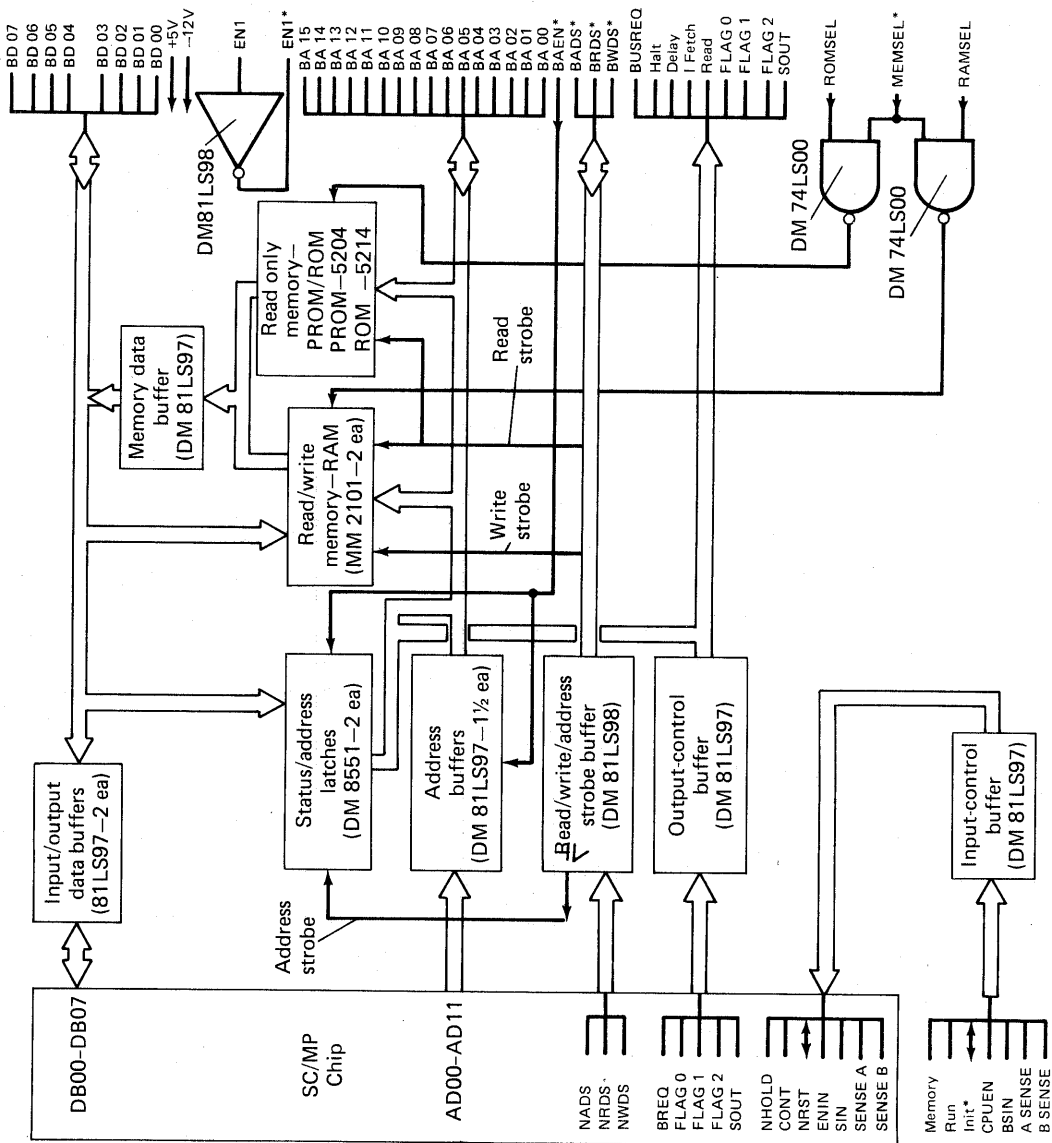 BD 07
BD 06
BD 05
BD 04
BD 03
BD 02
BD 01
BD 00
+5V
−12V
EN1
EN1*
DM81LS98
BA 15
BA 14
BA 13
BA 12
BA 11
BA 10
BA 09
BA 08
BA 07
BA 06
BA 05
BA 04
BA 03
BA 02
BA 01
BA 00
BAEN*
BADS*
BRDS*
BWDS*
BUSREQ
Halt
Delay
I Fetch
Read
FLAG 0
FLAG 1
FLAG 2
SOUT
ROMSEL
MEMSEL*
RAMSEL
DM 74LS00
DM 74LS00
Memory data
buffer
(DM 81LS97)
Read only
memory–
PROM/ROM
PROM–5204
ROM –5214
Read/write
memory–RAM
(MM 2101–2 ea)
Read
strobe
Write
strobe
Input/output
data buffers
(81LS97–2 ea)
Status/address
latches
(DM 8551–2 ea)
Address
buffers
(DM 81LS97–1½ ea)
Read/write/address
strobe buffer
(DM 81LS98)
Output-control
buffer
(DM 81LS97)
Input-control
buffer
(DM 81LS97)
Address
strobe
DB00-DB07
SC/MP
Chip
AD00-AD11
NADS
NRDS
NWDS
BREQ
FLAG 0
FLAG 1
FLAG 2
SOUT
NHOLD
CONT
NRST
ENIN
SIN
SENSE A
SENSE B
Memory
Run
Init*
CPUEN
BSIN
A SENSE
B SENSE